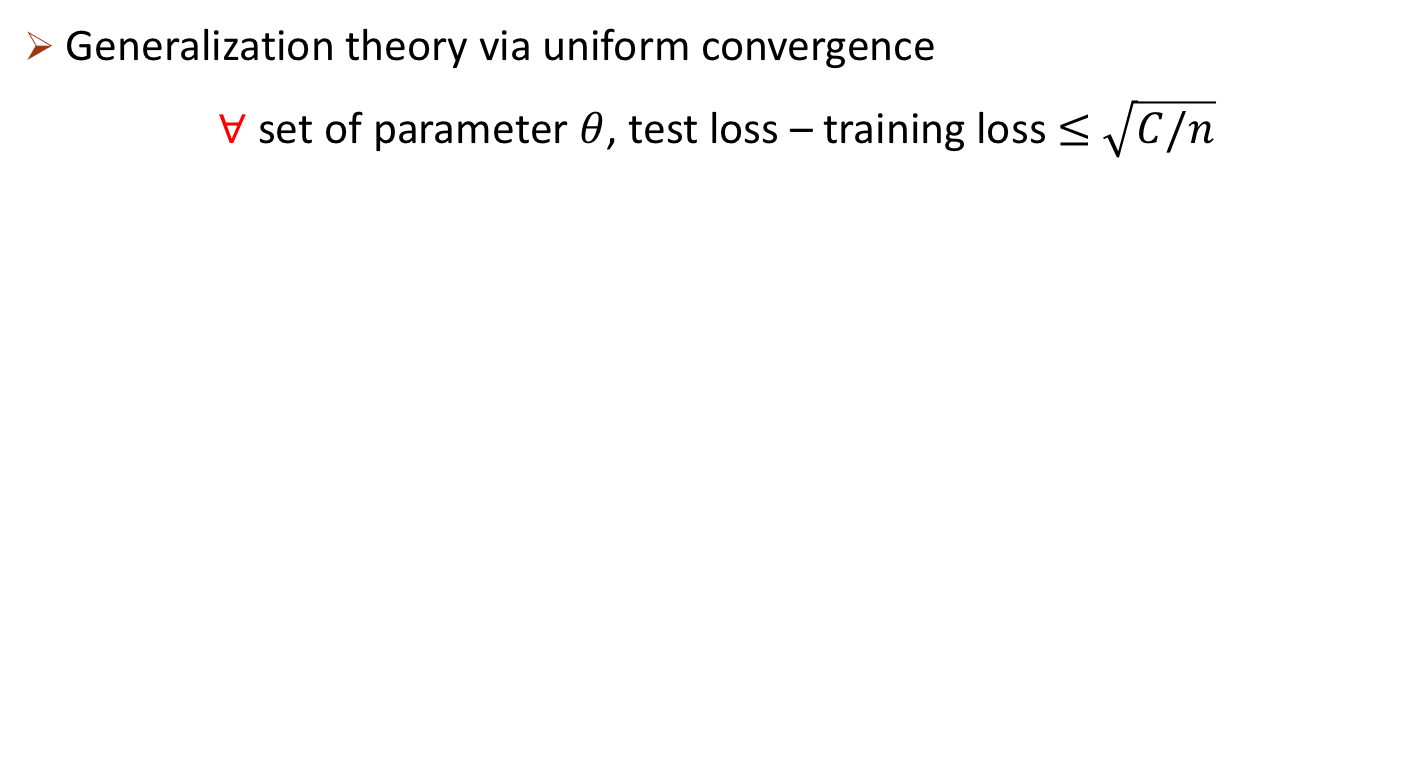 ➢ Generalization theory via uniform convergence
∀ set of parameter 𝜃, test loss – training loss ≤ √𝐶/𝑛